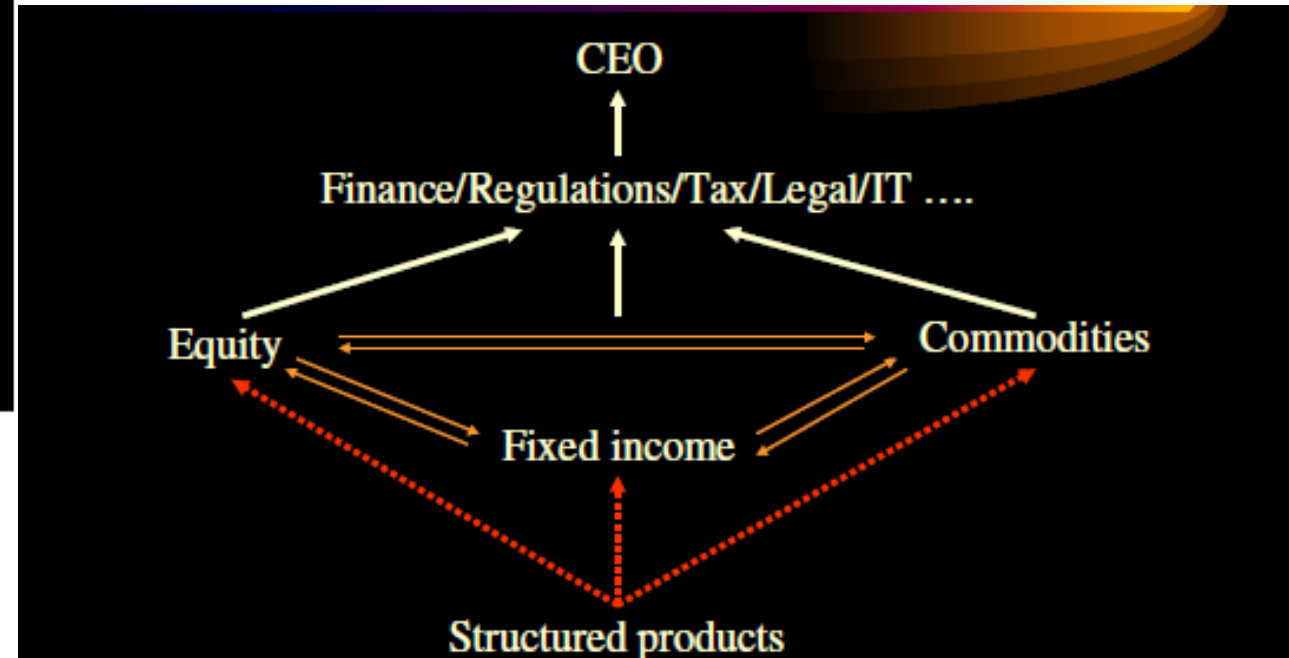 CEO
Finance/Regulations/Tax/Legal/IT ....
Equity
Commodities
Fixed income
Structured products